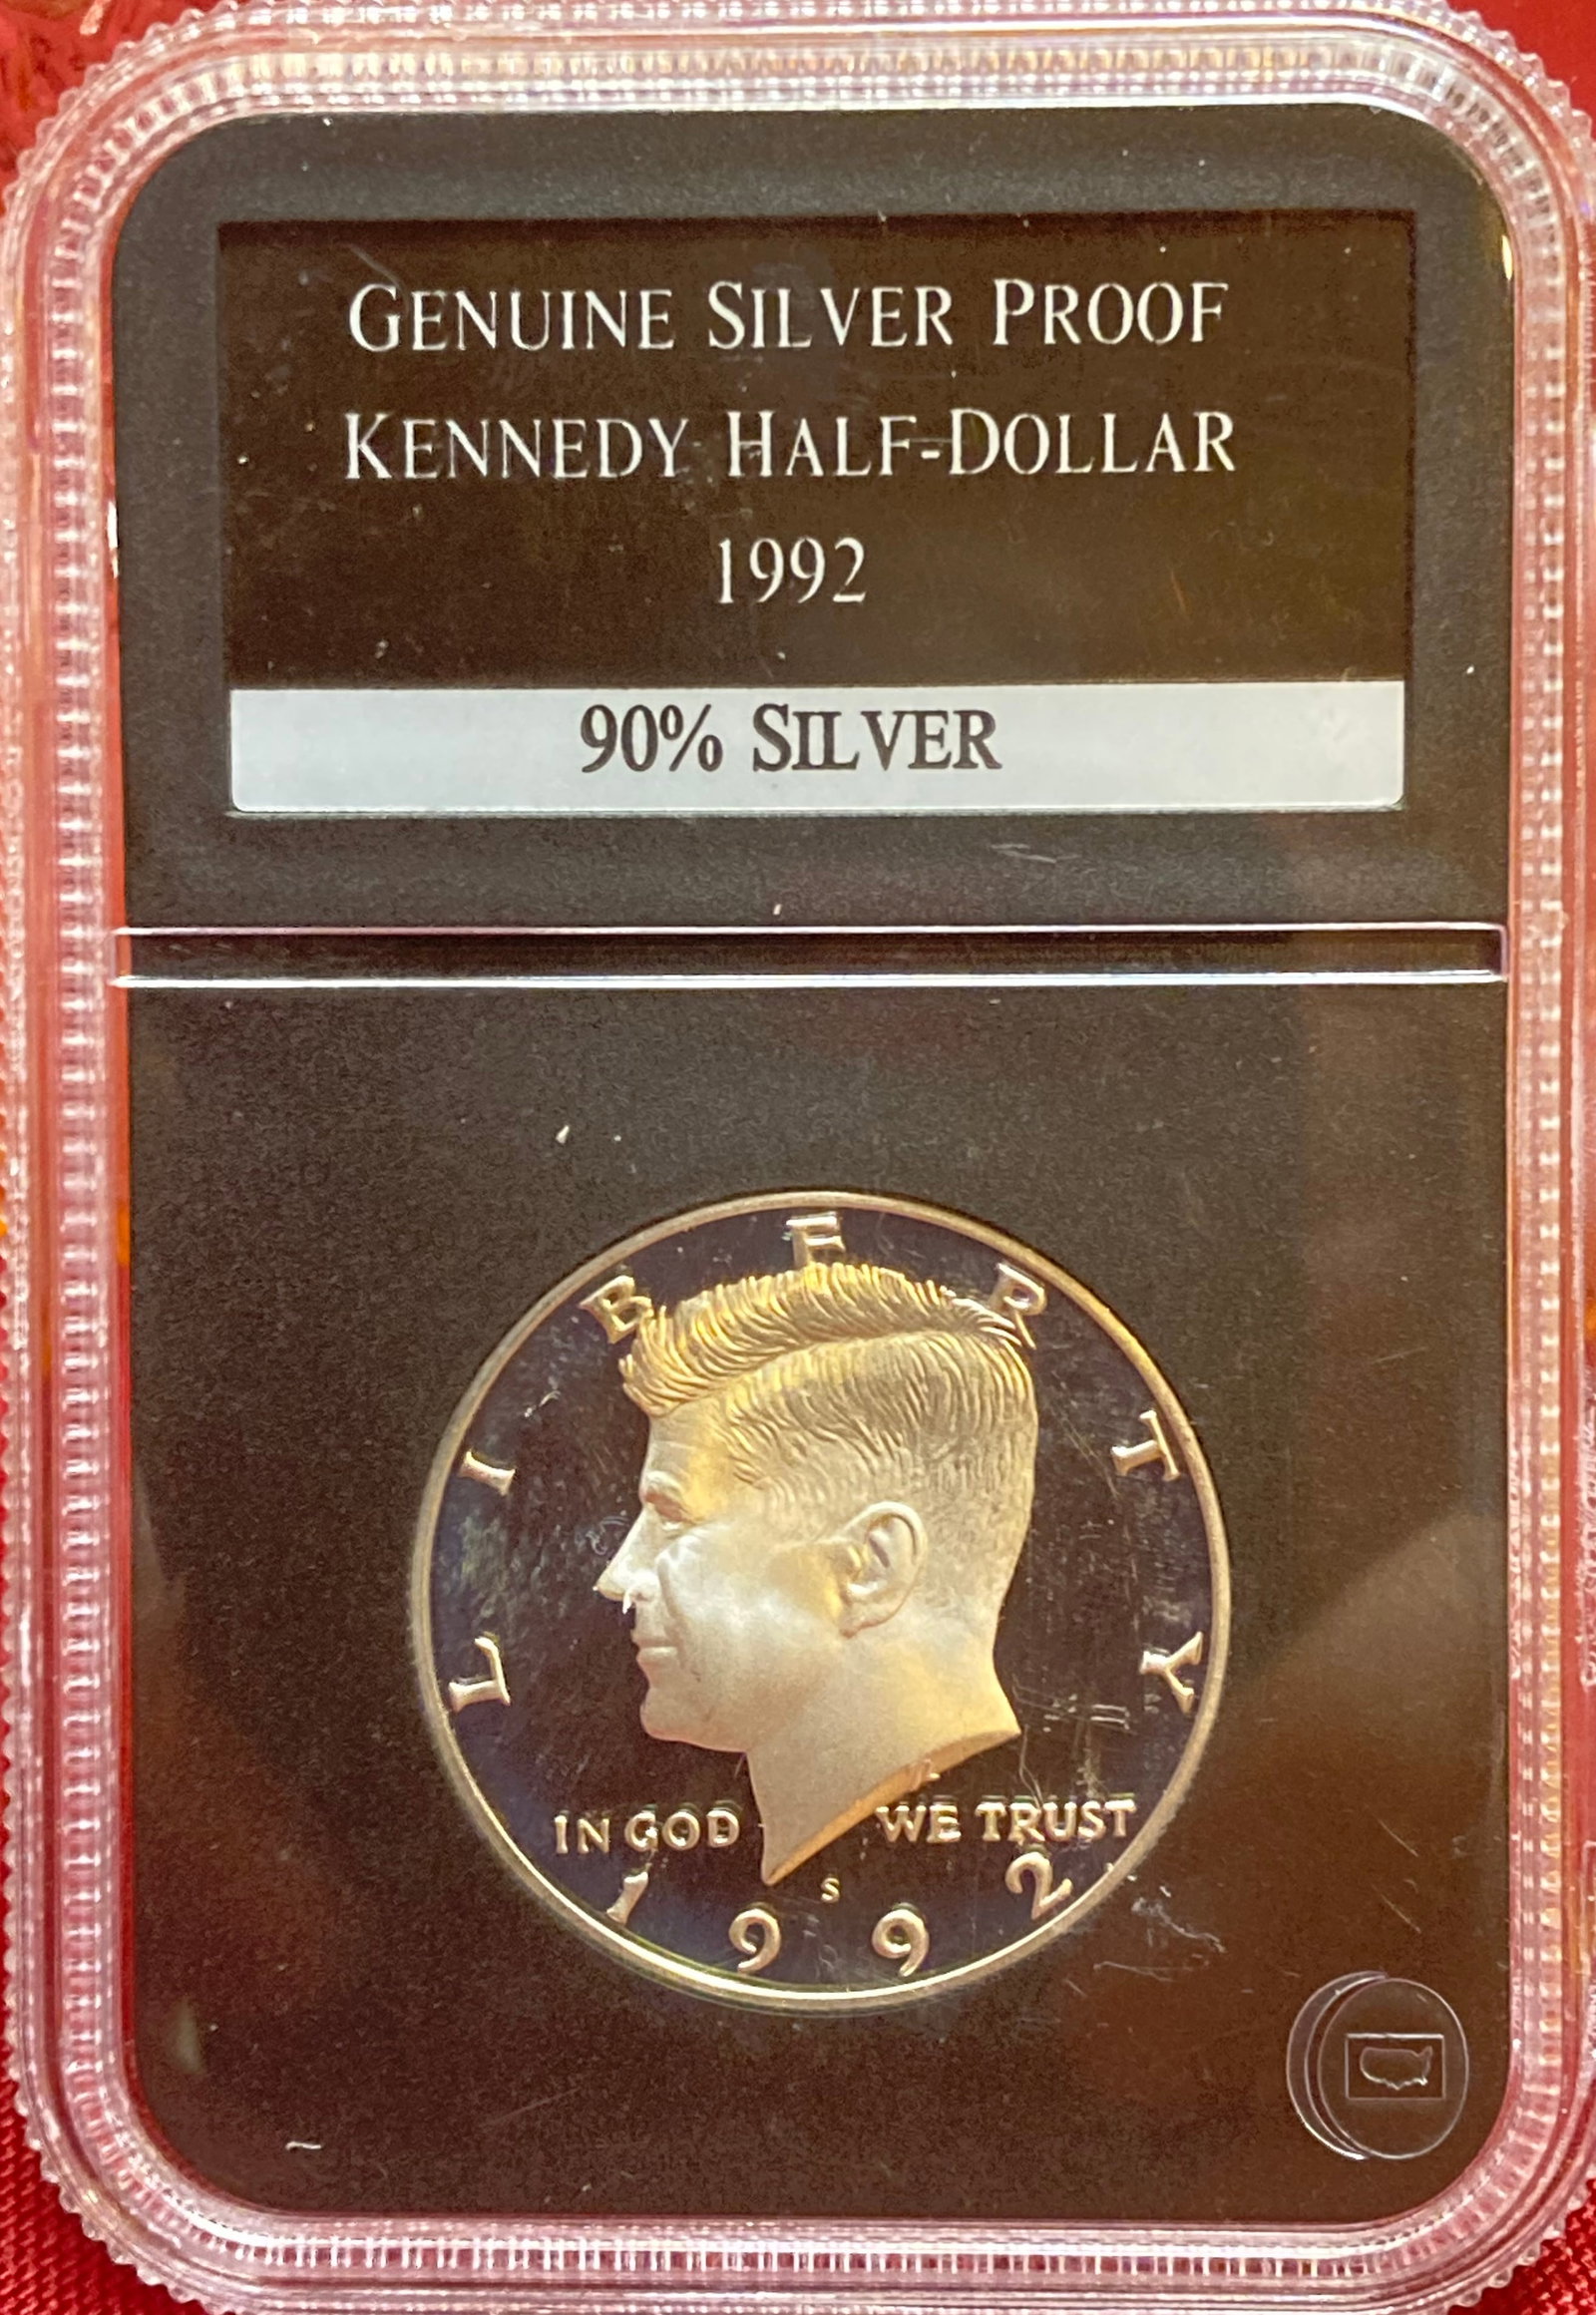 GENUINE SILVER PROOF
KENNEDY HALF-DOLLAR
1992
90% SILVER
LIBERTY
IN GOD WE TRUST
S
1992